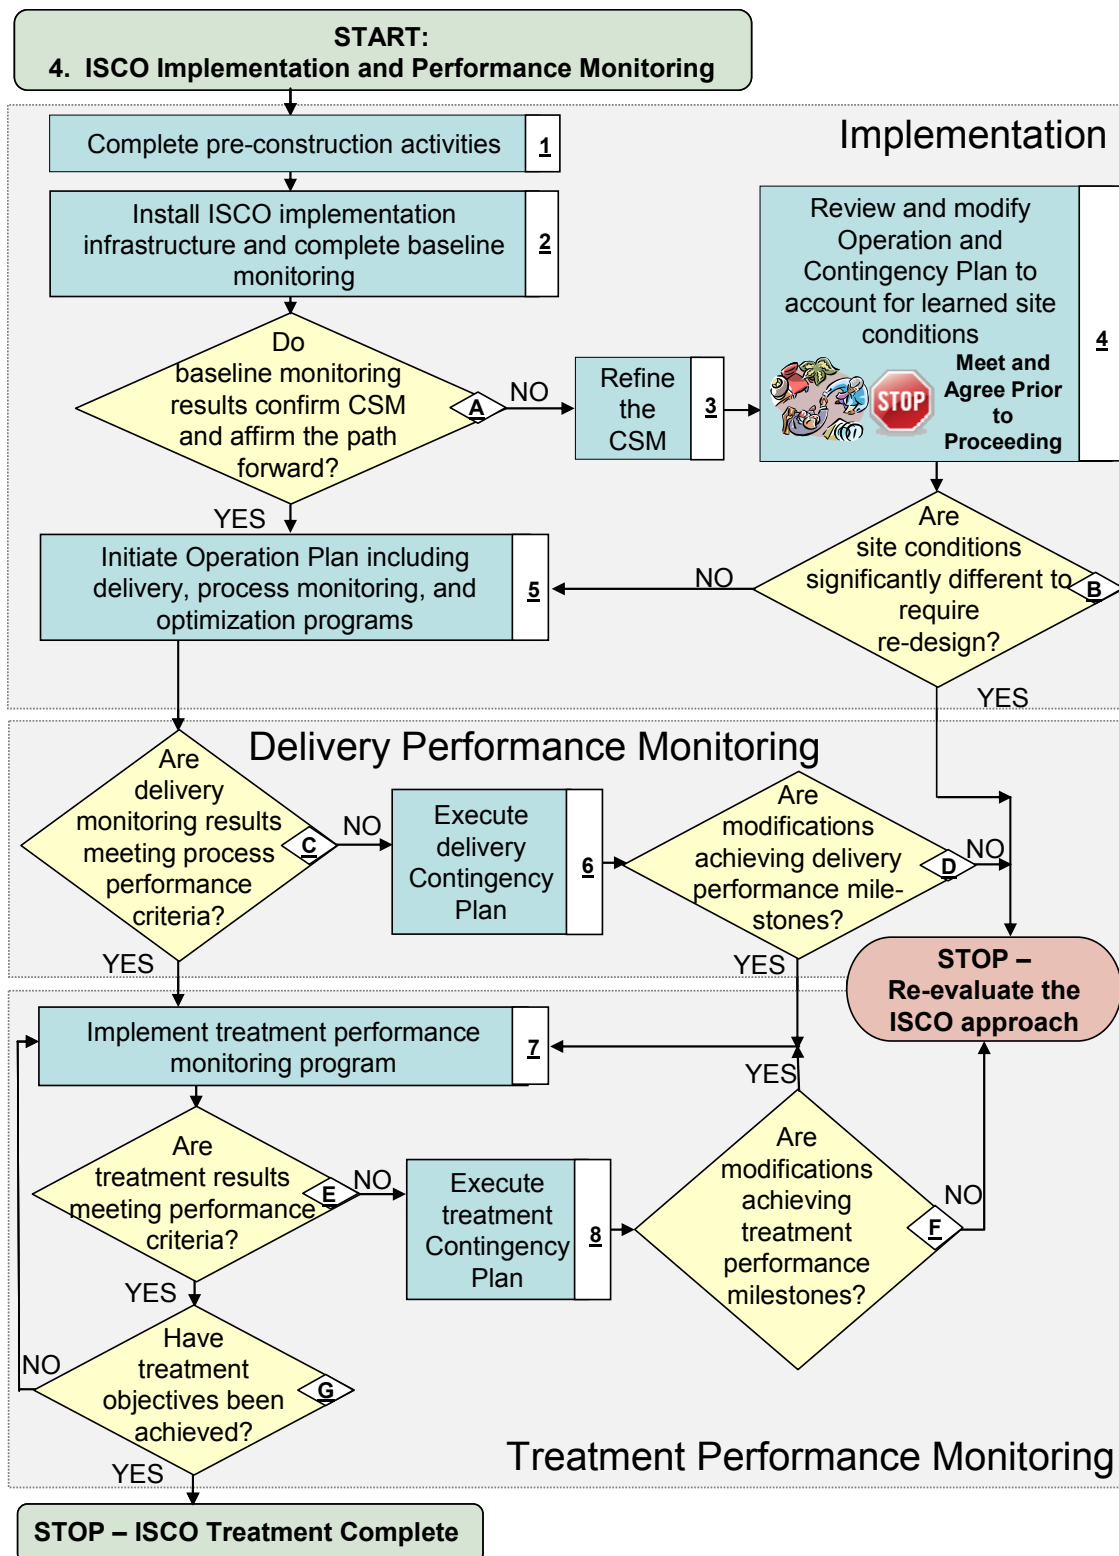 START:
4. ISCO Implementation and Performance Monitoring
Implementation
Complete pre-construction activities
1
Install ISCO implementation
infrastructure and complete baseline
monitoring
2
Review and modify
Operation and
Contingency Plan to
account for learned site
conditions
STOP
Meet and
Agree Prior
to
Proceeding
4
Do
baseline monitoring
results confirm CSM
and affirm the path
forward?
A
NO
Refine
the
CSM
3
YES
Are
site conditions
significantly different to
require
re-design?
B
NO
YES
Initiate Operation Plan including
delivery, process monitoring, and
optimization programs
5
Delivery Performance Monitoring
Are
delivery
monitoring results
meeting process
performance
criteria?
C
NO
YES
Execute
delivery
Contingency
Plan
6
Are
modifications
achieving delivery
performance mile-
stones?
D
NO
YES
STOP –
Re-evaluate the
ISCO approach
Implement treatment performance
monitoring program
7
YES
Are
treatment results
meeting performance
criteria?
E
NO
YES
Execute
treatment
Contingency
Plan
8
Are
modifications
achieving
treatment
performance
milestones?
F
NO
Have
treatment
objectives been
achieved?
G
NO
YES
Treatment Performance Monitoring
STOP – ISCO Treatment Complete